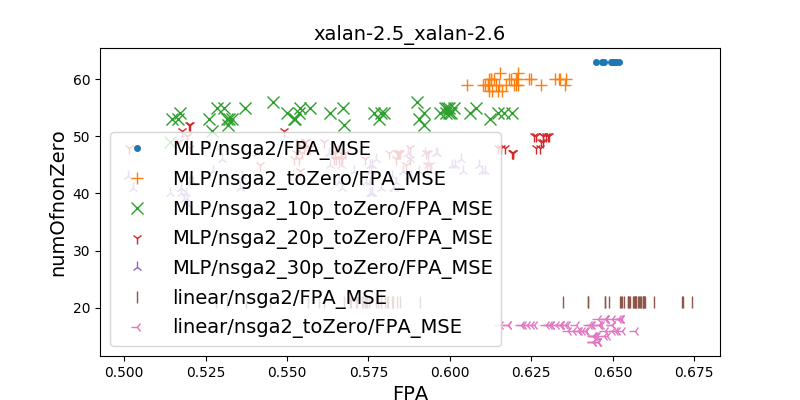 xalan-2.5_xalan-2.6
numOfnonZero
60
50
40
30
20
MLP/nsga2/FPA_MSE
MLP/nsga2_toZero/FPA_MSE
MLP/nsga2_10p_toZero/FPA_MSE
MLP/nsga2_20p_toZero/FPA_MSE
MLP/nsga2_30p_toZero/FPA_MSE
linear/nsga2/FPA_MSE
linear/nsga2_toZero/FPA_MSE
0.500 0.525 0.550 0.575 0.600 0.625 0.650 0.675
FPA